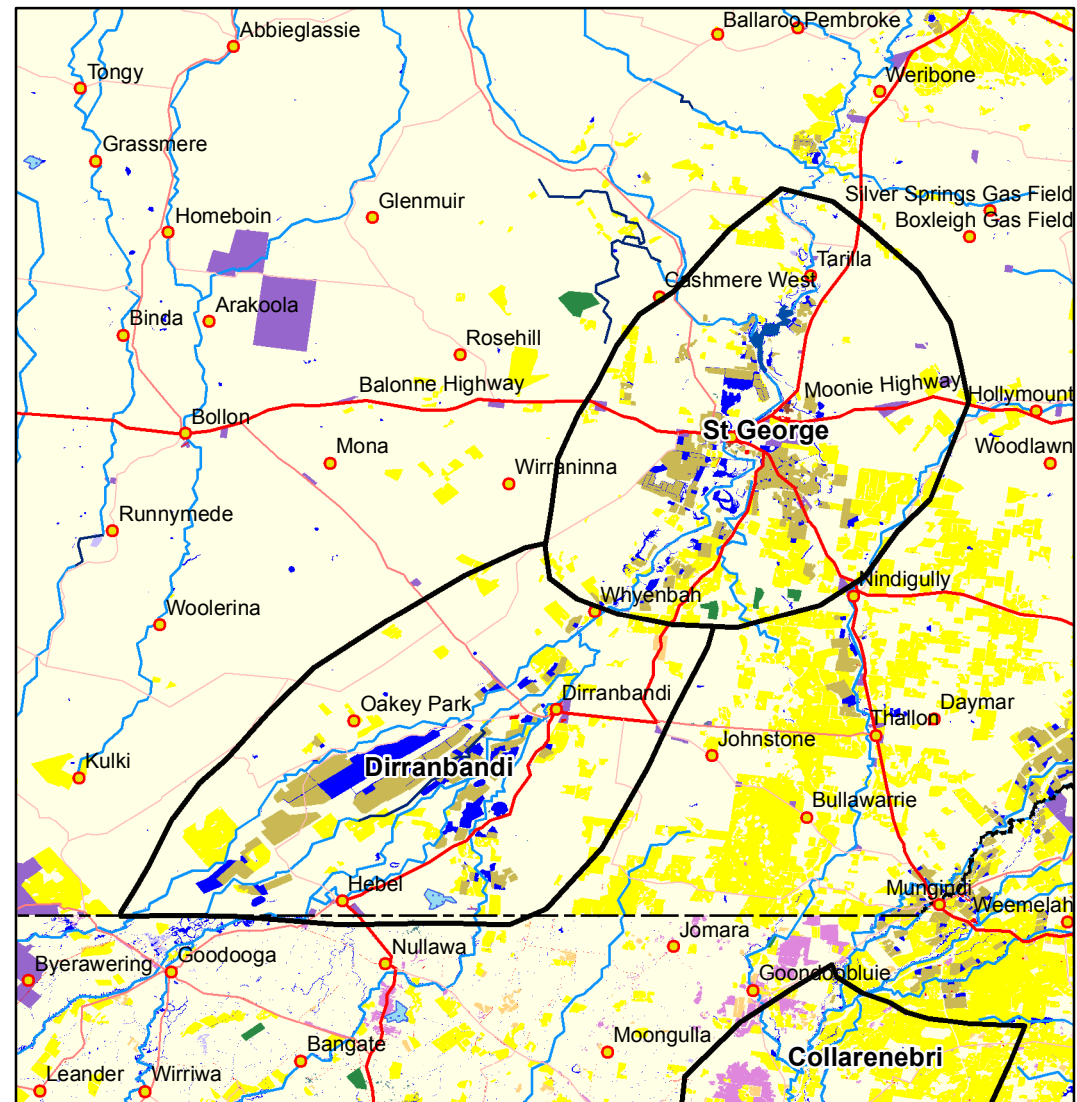 Ballaroo
Pembroke
Abbieglassie
Tongy
Weribone
Grassmere
Silver Springs Gas Field
Glenmuir
Homeboin
Boxleigh Gas Field
Tarilla
Cashmere West
Arakoola
Binda
Rosehill
Balonne Highway
Moonie Highway
Hollymount
Bollon
St George
Mona
Woodlawn
Wirraninna
Runnymede
Nindigully
Whyenbah
Woolerina
Dirranbandi
Oakey Park
Daymar
Thallon
Johnstone
Dirranbandi
Kulki
Bullawarrie
Hebel
Mungindi
Weemelah
Jomara
Nullawa
Goodooga
Byerawering
Goondoobluie
Moongulla
Bangate
Collarenebri
Leander
Wirriwa